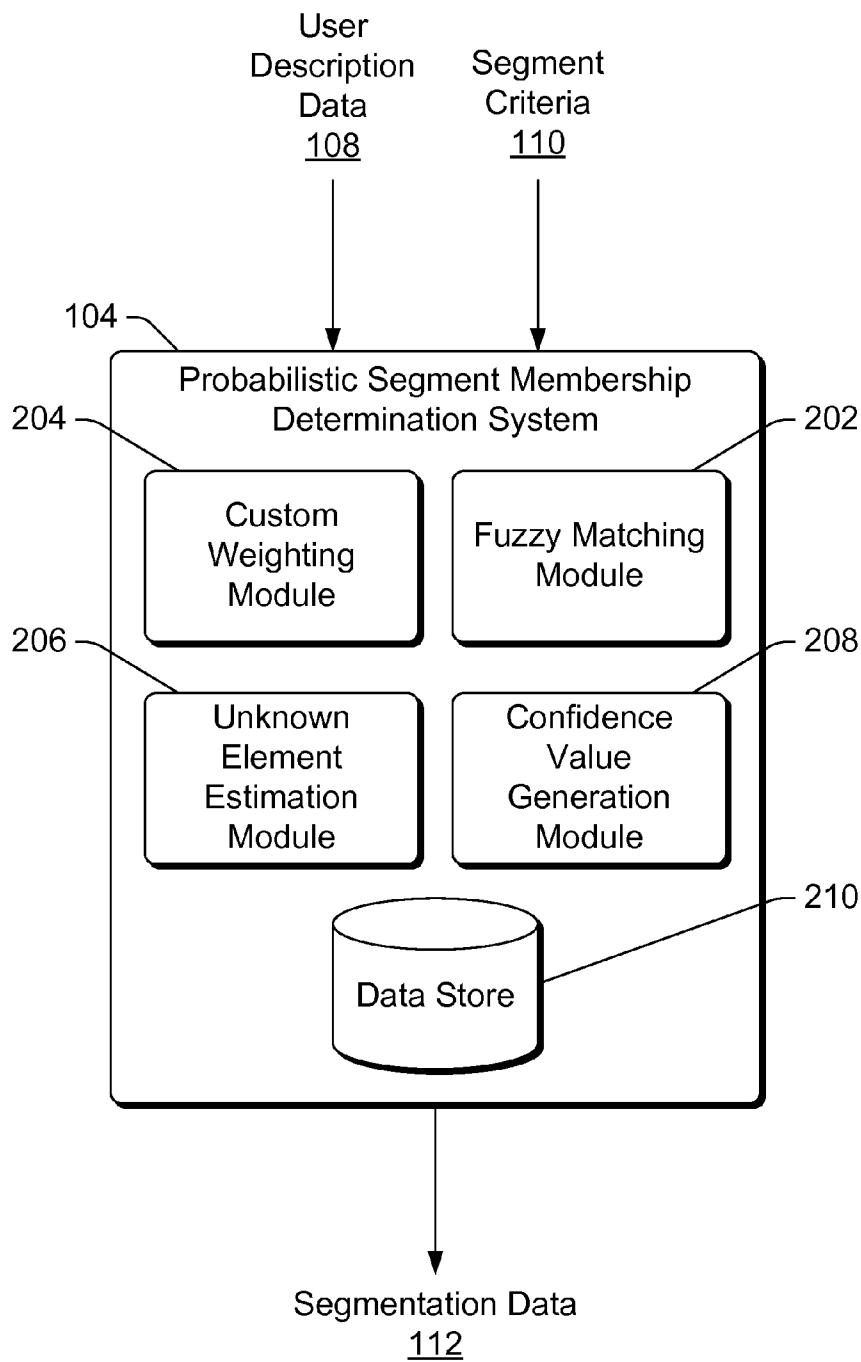 User
Description
Data
108
Segment
Criteria
110
104
Probabilistic Segment Membership
Determination System
204
202
Custom
Weighting
Module
Fuzzy Matching
Module
206
208
Unknown
Element
Estimation
Module
Confidence
Value
Generation
Module
210
Data Store
Segmentation Data
112